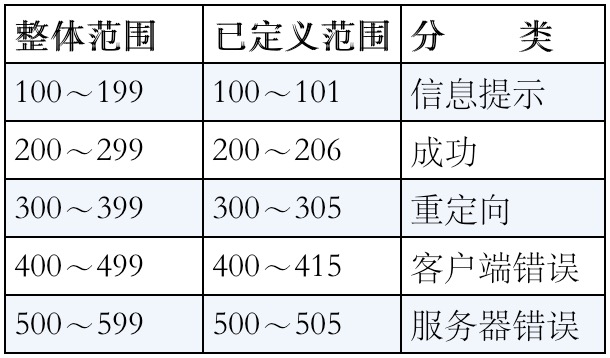 整体范围 已定义范围 分 类
100～199 100～101 信息提示
200～299 200～206 成功
300～399 300～305 重定向
400～499 400～415 客户端错误
500～599 500～505 服务器错误